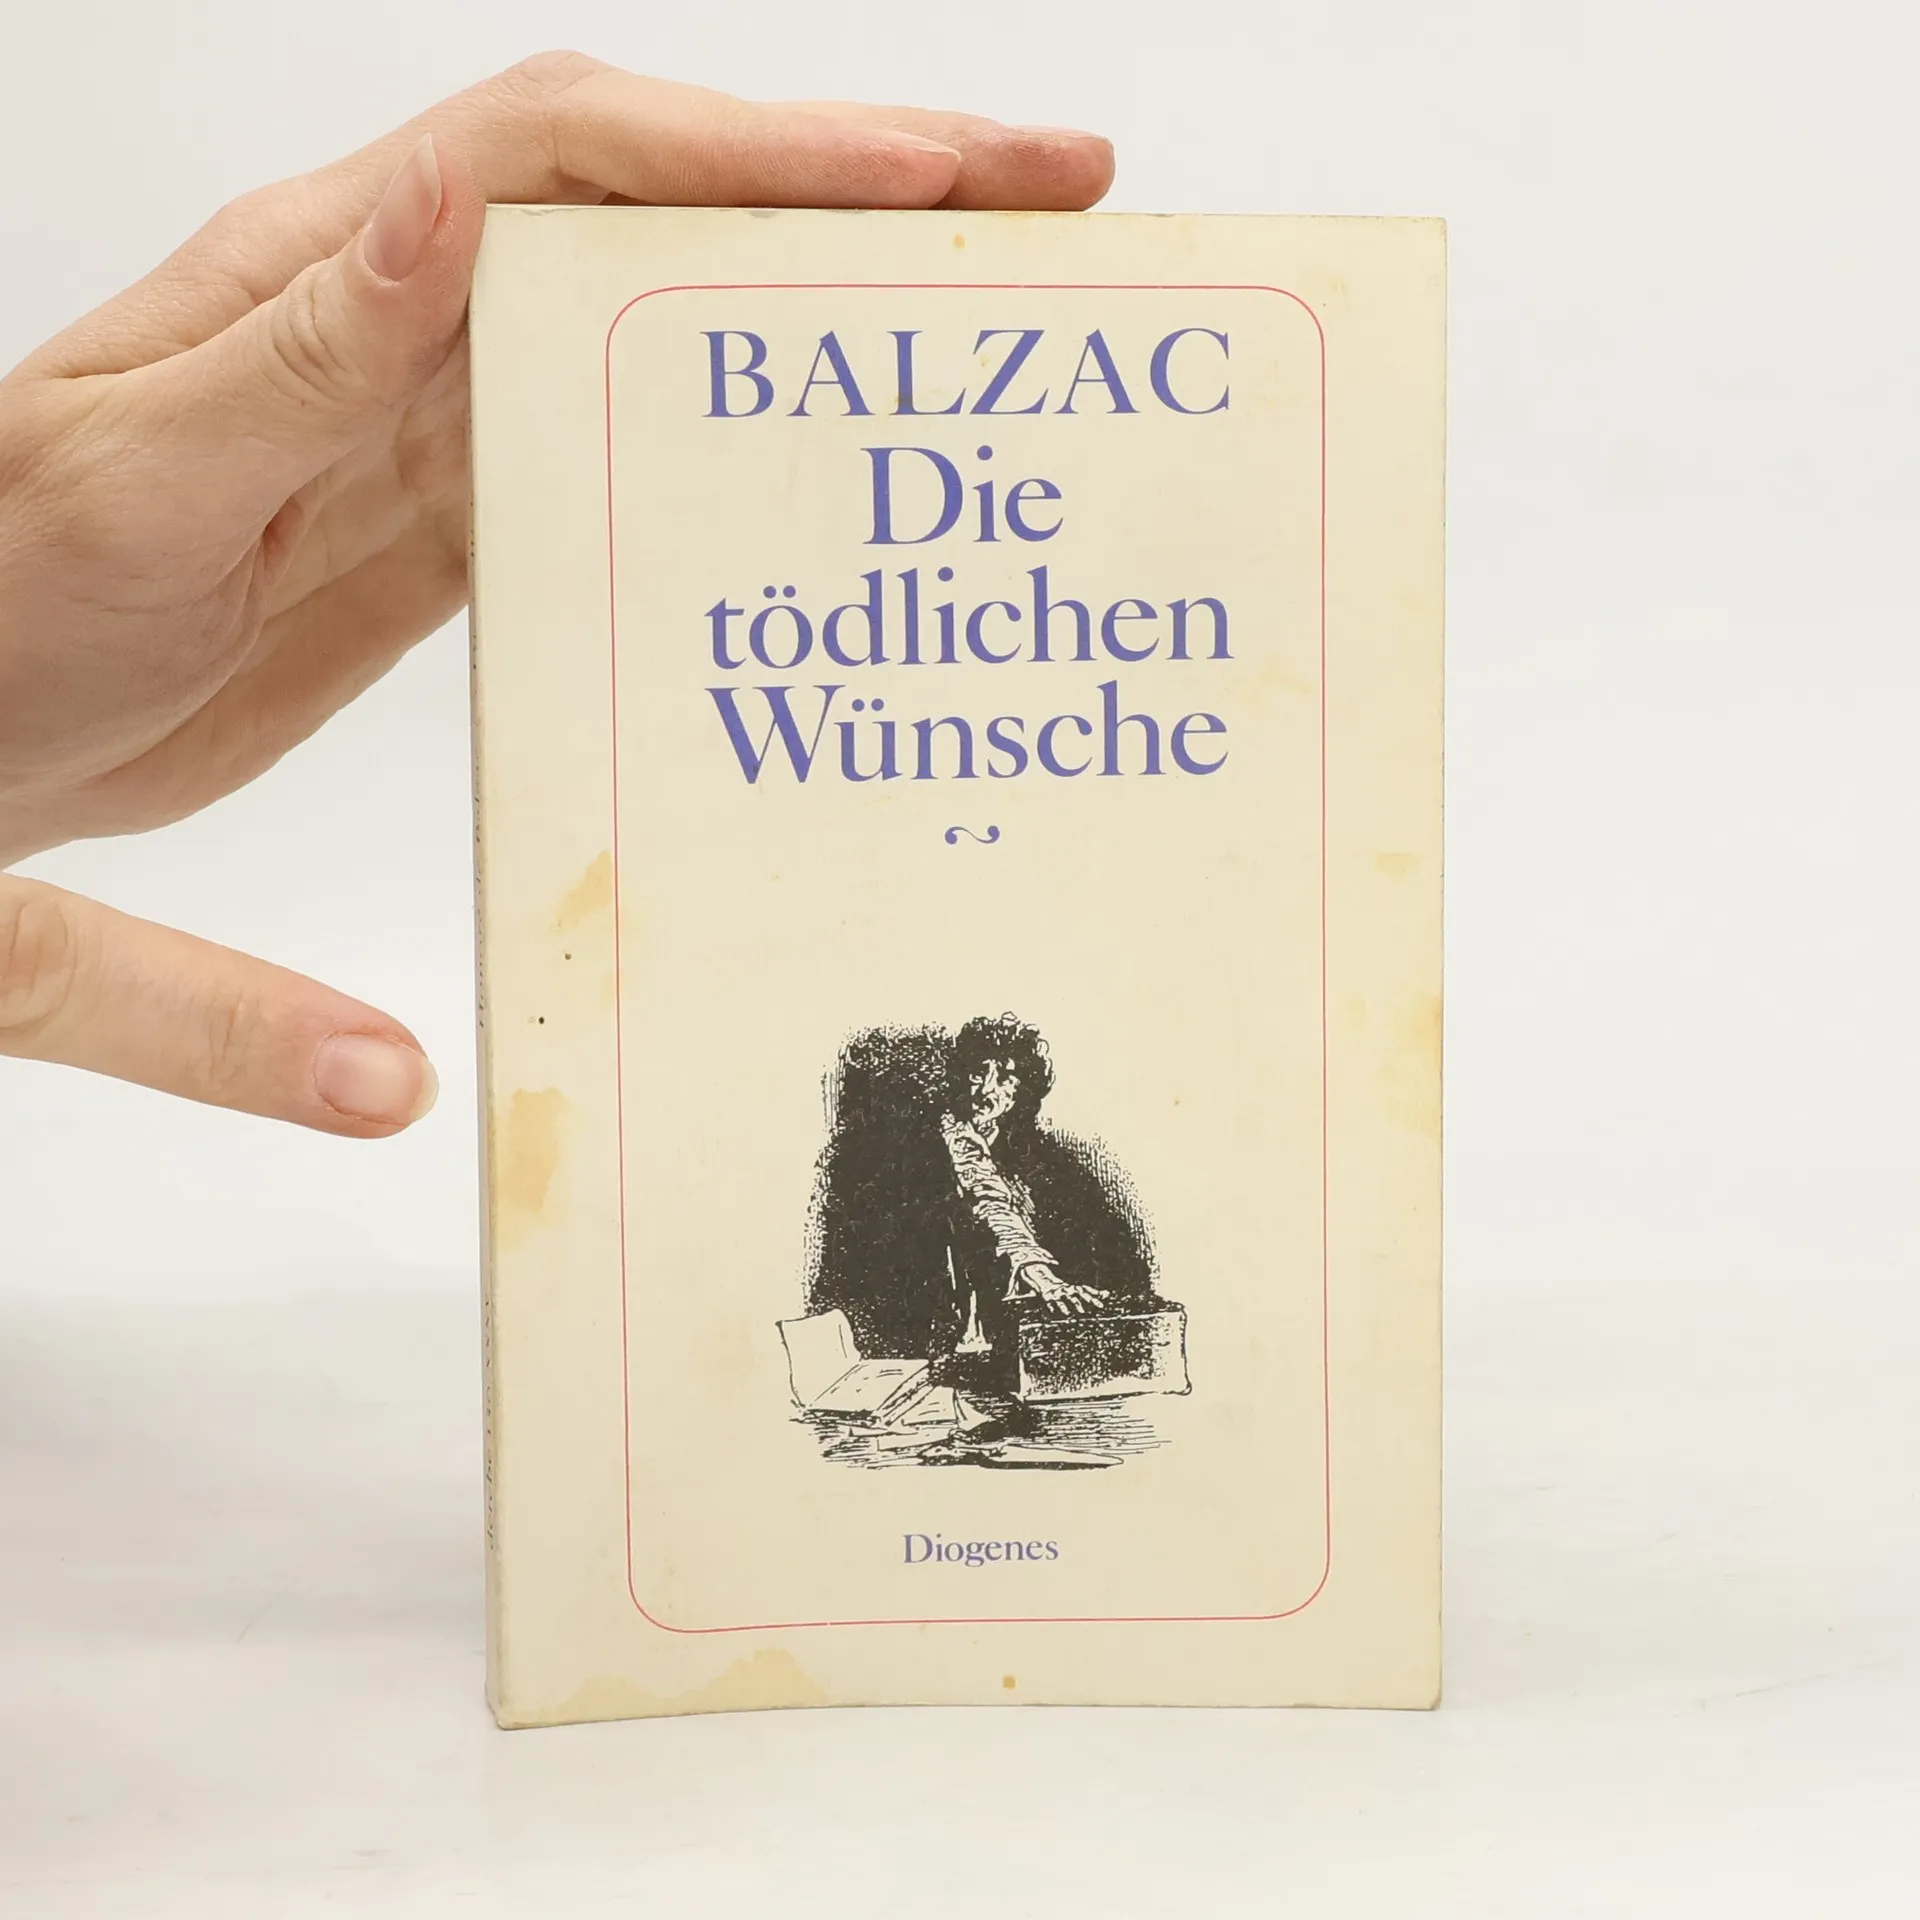 BALZAC
Die
tödlichen
Wünsche
~
Diogenes